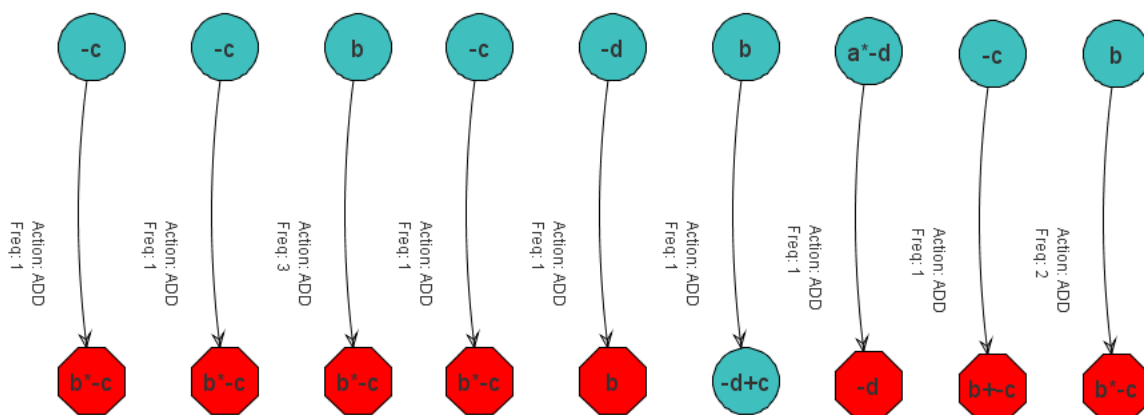 -c
-c
b
-c
-d
b
a*-d
-c
b
Action: ADD
Freq: 1
Action: ADD
Freq: 1
Action: ADD
Freq: 3
Action: ADD
Freq: 1
Action: ADD
Freq: 1
Action: ADD
Freq: 1
Action: ADD
Freq: 1
Action: ADD
Freq: 1
Action: ADD
Freq: 2
b*-c
b*-c
b*-c
b*-c
b
-d+c
-d
b+-c
b*-c